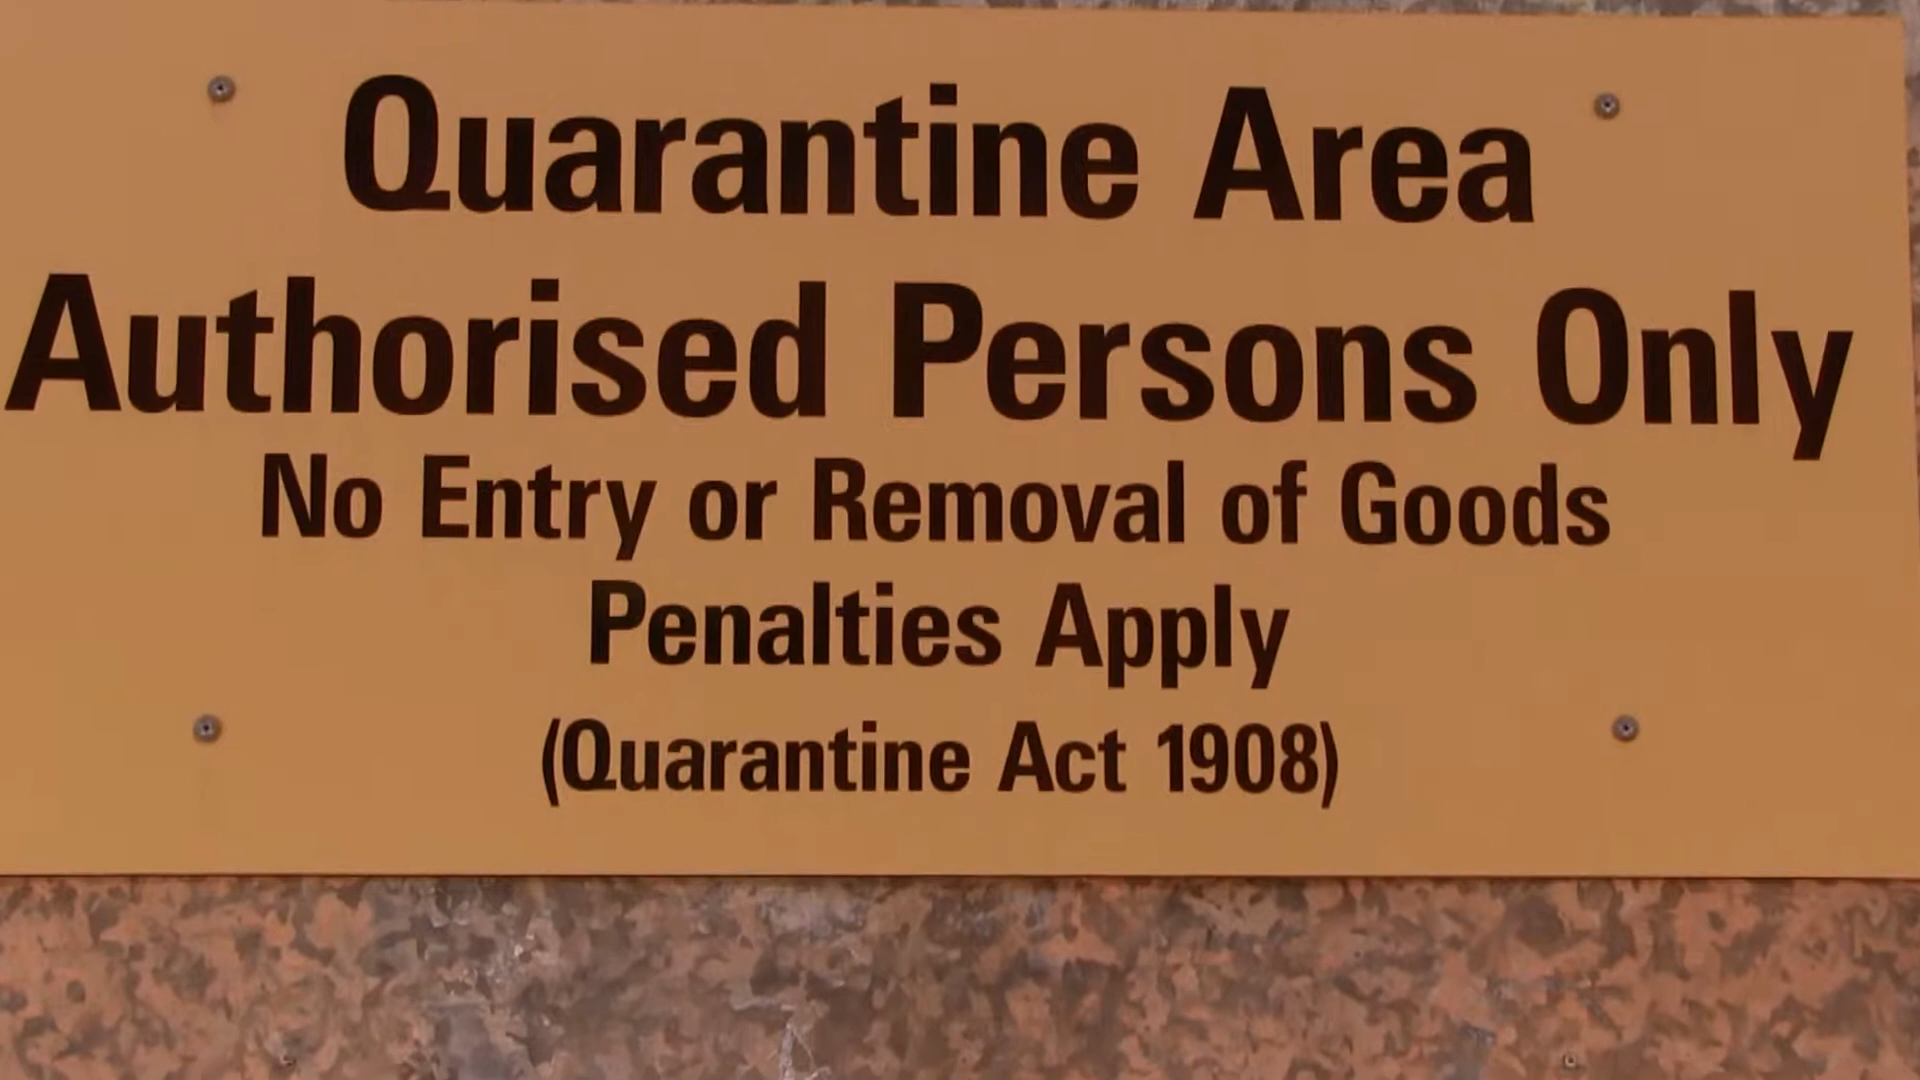 Quarantine Area
Authorised Persons Only
No Entry or Removal of Goods
Penalties Apply
(Quarantine Act 1908)